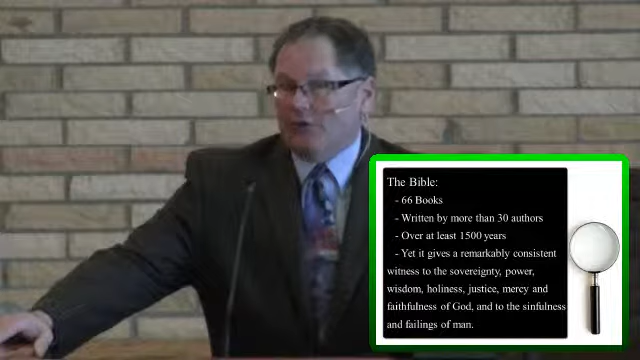 The Bible:
- 66 Books
- Written by more than 30 authors
- Over at least 1500 years
- Yet it gives a remarkably consistent
witness to the sovereignty, power,
wisdom, holiness, justice, mercy and
faithfulness of God, and to the sinfulness
and failings of man.